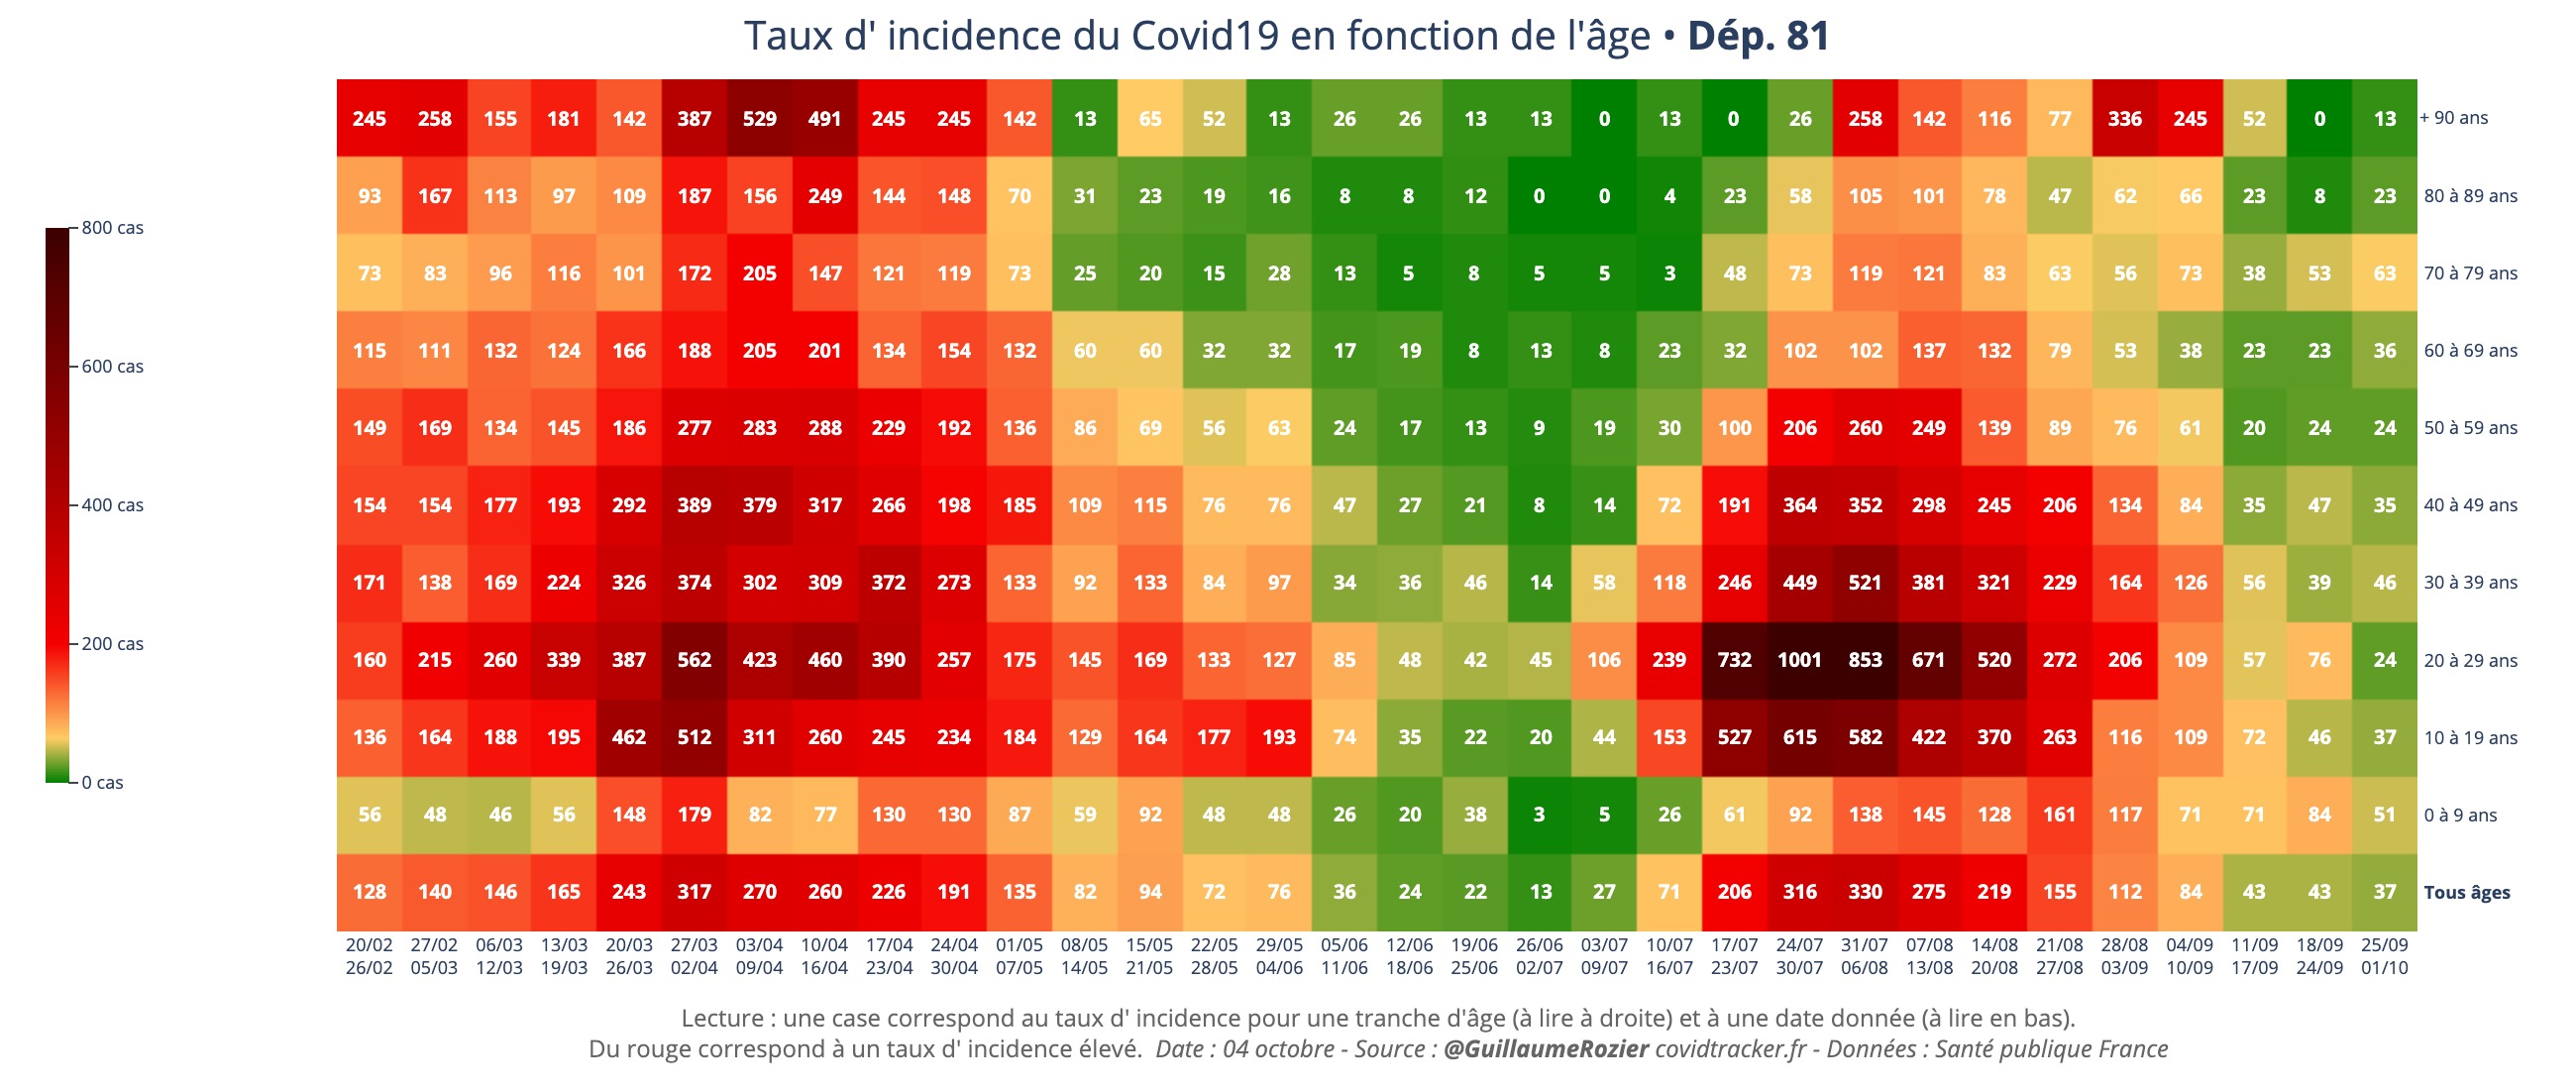 Taux d' incidence du Covid19 en fonction de l'âge • Dép. 81
800 cas
600 cas
400 cas
200 cas
0 cas
245 258 155 181 142 387 529 491 245 245 142 13 65 52 13 26 26 13 13 0 13 0 26 258 142 116 77 336 245 52 0 13 + 90 ans
93 167 113 97 109 187 156 249 144 148 70 31 23 19 16 8 8 12 0 0 4 23 58 105 101 78 47 62 66 23 8 23 80 à 89 ans
73 83 96 116 101 172 205 147 121 119 73 25 20 15 28 13 5 8 5 5 3 48 73 119 121 83 63 56 73 38 53 63 70 à 79 ans
115 111 132 124 166 188 205 201 134 154 132 60 60 32 32 17 19 8 13 8 23 32 102 102 137 132 79 53 38 23 23 36 60 à 69 ans
149 169 134 145 186 277 283 288 229 192 136 86 69 56 63 24 17 13 9 19 30 100 206 260 249 139 89 76 61 20 24 24 50 à 59 ans
154 154 177 193 292 389 379 317 266 198 185 109 115 76 76 47 27 21 8 14 72 191 364 352 298 245 206 134 84 35 47 35 40 à 49 ans
171 138 169 224 326 374 302 309 372 273 133 92 133 84 97 34 36 46 14 58 118 246 449 521 381 321 229 164 126 56 39 46 30 à 39 ans
160 215 260 339 387 562 423 460 390 257 175 145 169 133 127 85 48 42 45 106 239 732 1001 853 671 520 272 206 109 57 76 24 20 à 29 ans
136 164 188 195 462 512 311 260 245 234 184 129 164 177 193 74 35 22 20 44 153 527 615 582 422 370 263 116 109 72 46 37 10 à 19 ans
56 48 46 56 148 179 82 77 130 130 87 59 92 48 48 26 20 38 3 5 26 61 92 138 145 128 161 117 71 71 84 51 0 à 9 ans
128 140 146 165 243 317 270 260 226 191 135 82 94 72 76 36 24 22 13 27 71 206 316 330 275 219 155 112 84 43 43 37 Tous âges
20/02 27/02 06/03 13/03 20/03 27/03 03/04 10/04 17/04 24/04 01/05 08/05 15/05 22/05 29/05 05/06 12/06 19/06 26/06 03/07 10/07 17/07 24/07 31/07 07/08 14/08 21/08 28/08 04/09 11/09 18/09 25/09
26/02 05/03 12/03 19/03 26/03 02/04 09/04 16/04 23/04 30/04 07/05 14/05 21/05 28/05 04/06 11/06 18/06 25/06 02/07 09/07 16/07 23/07 30/07 06/08 13/08 20/08 27/08 03/09 10/09 17/09 24/09 01/10
Lecture : une case correspond au taux d' incidence pour une tranche d'âge (à lire à droite) et à une date donnée (à lire en bas).
Du rouge correspond à un taux d' incidence élevé. Date : 04 octobre - Source : @GuillaumeRozier covidtracker.fr - Données : Santé publique France